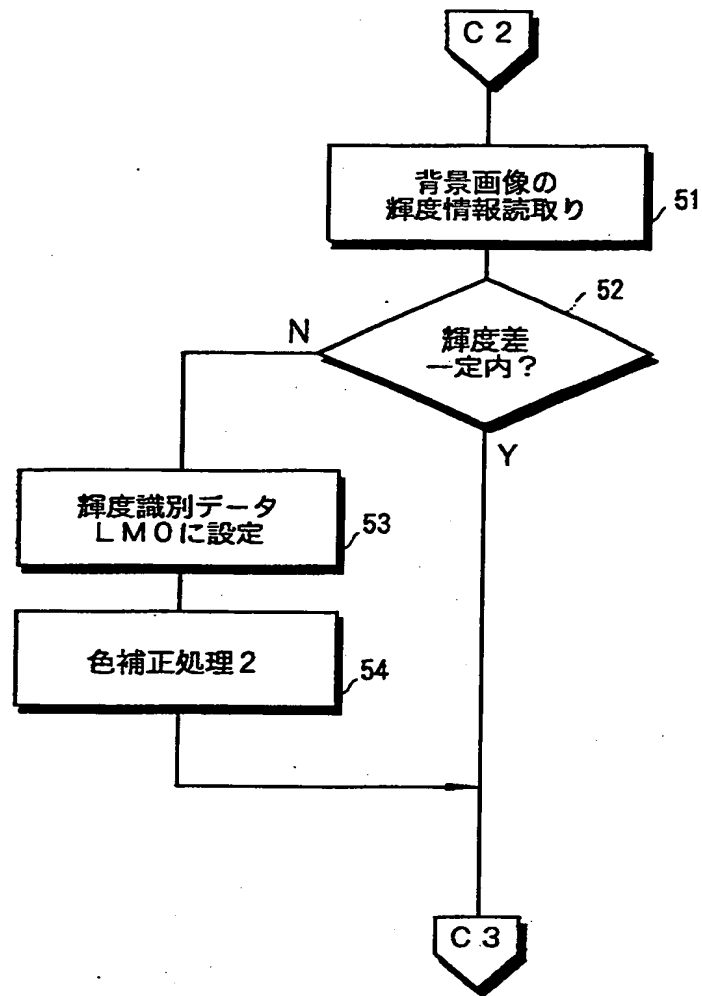 C2
背景画像の
輝度情報読取り
51
52
輝度差
一定内？
N
Y
輝度識別データ
LM0に設定
53
色補正処理2
54
C3